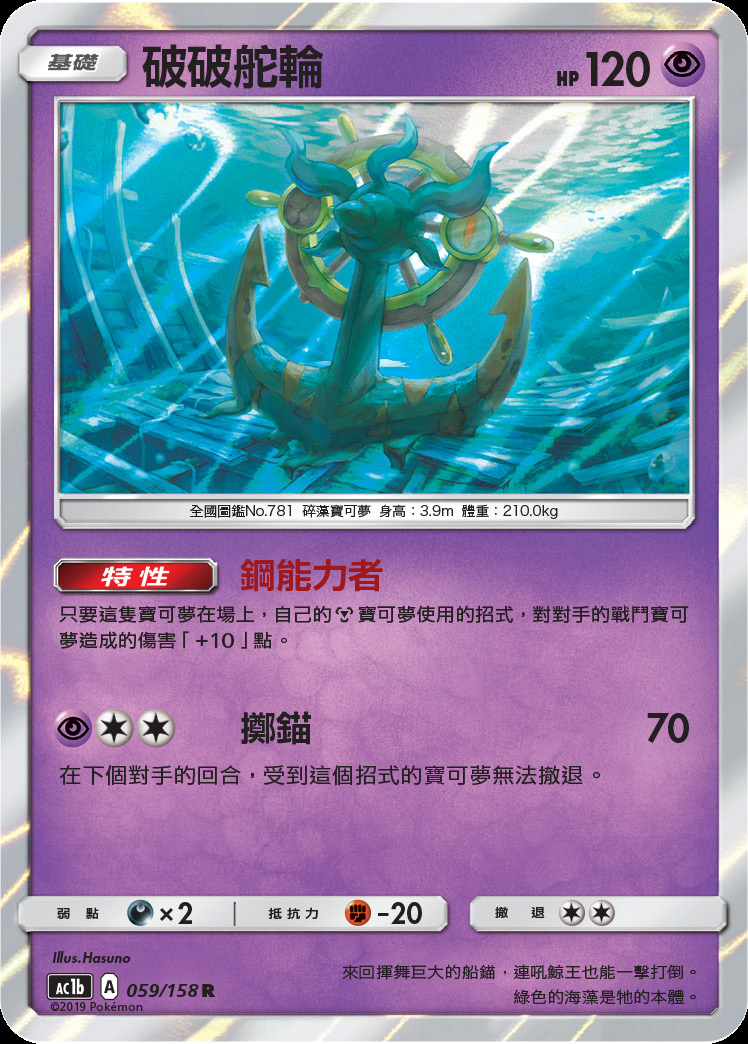 基礎 破破舵輪 HP 120
全國圖鑑No.781 碎藻寶可夢 身高：3.9m 體重：210.0kg
特性 鋼能力者
只要這隻寶可夢在場上，自己的寶可夢使用的招式，對對手的戰鬥寶可
夢造成的傷害「+10」點。
擲錨 70
在下個對手的回合，受到這個招式的寶可夢無法撤退。
弱點 ×2 抵抗力 -20 撤退
Illus.Hasuno
來回揮舞巨大的船錨，連吼鯨王也能一擊打倒。
綠色的海藻是牠的本體。
AC1b A 059/158 R
©2019 Pokémon